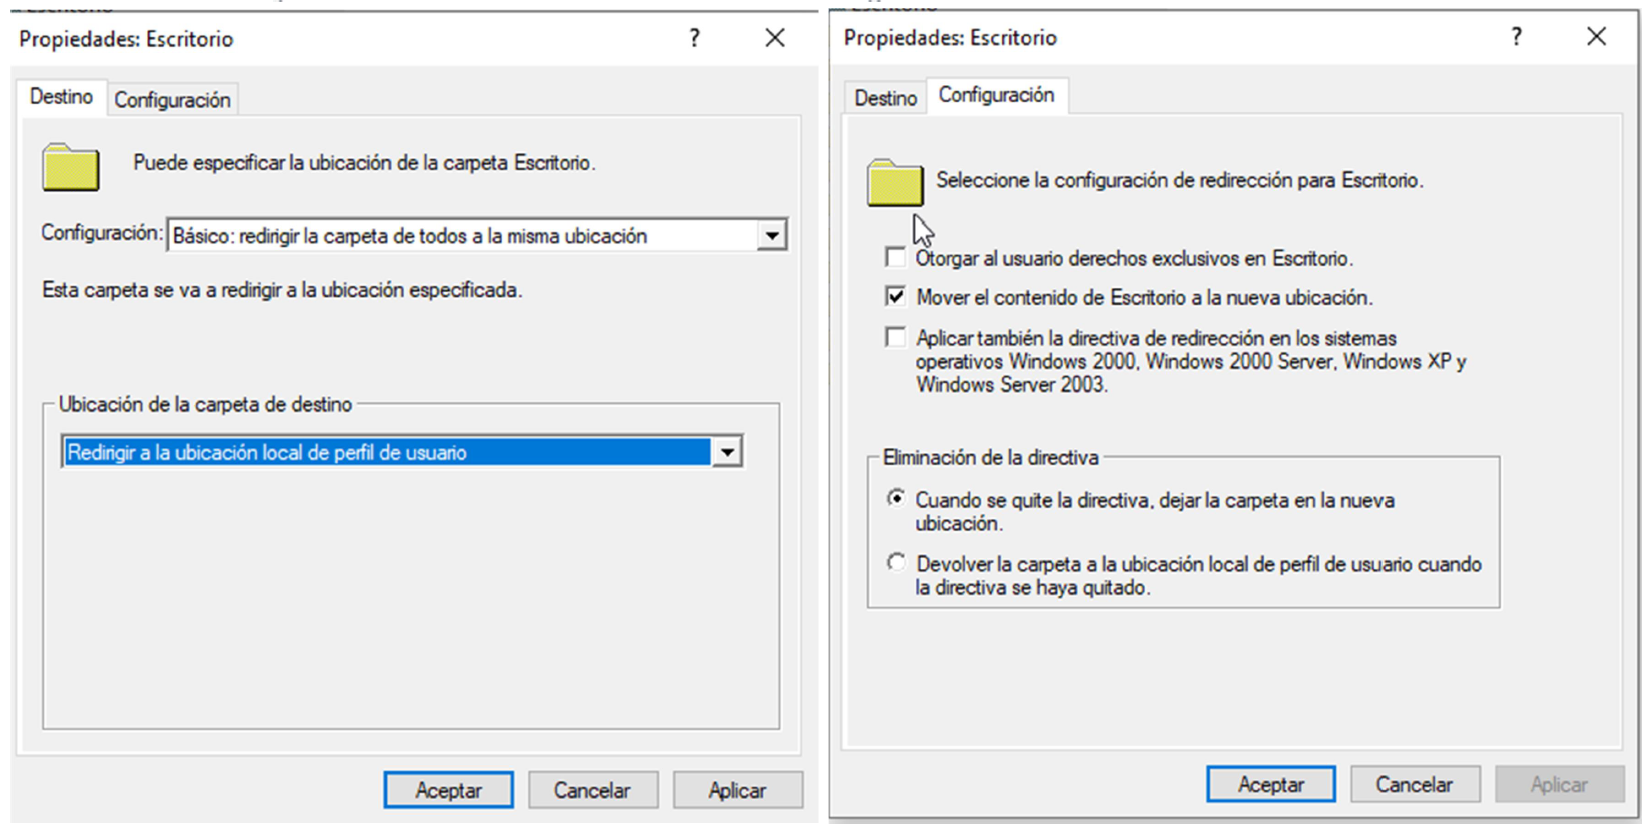 Propiedades: Escritorio
?
Destino
Configuración
Puede especificar la ubicación de la carpeta Escritorio.
Configuración:
Básico: redirigir la carpeta de todos a la misma ubicación
Esta carpeta se va a redirigir a la ubicación especificada.
Ubicación de la carpeta de destino
Redirigir a la ubicación local de perfil de usuario
Aceptar
Cancelar
Aplicar
Propiedades: Escritorio
?
Destino
Configuración
Seleccione la configuración de redirección para Escritorio.
Otorgar al usuario derechos exclusivos en Escritorio.
Mover el contenido de Escritorio a la nueva ubicación.
Aplicar también la directiva de redirección en los sistemas
operativos Windows 2000, Windows 2000 Server, Windows XP y
Windows Server 2003.
Eliminación de la directiva
Cuando se quite la directiva, dejar la carpeta en la nueva
ubicación.
Devolver la carpeta a la ubicación local de perfil de usuario cuando
la directiva se haya quitado.
Aceptar
Cancelar
Aplicar